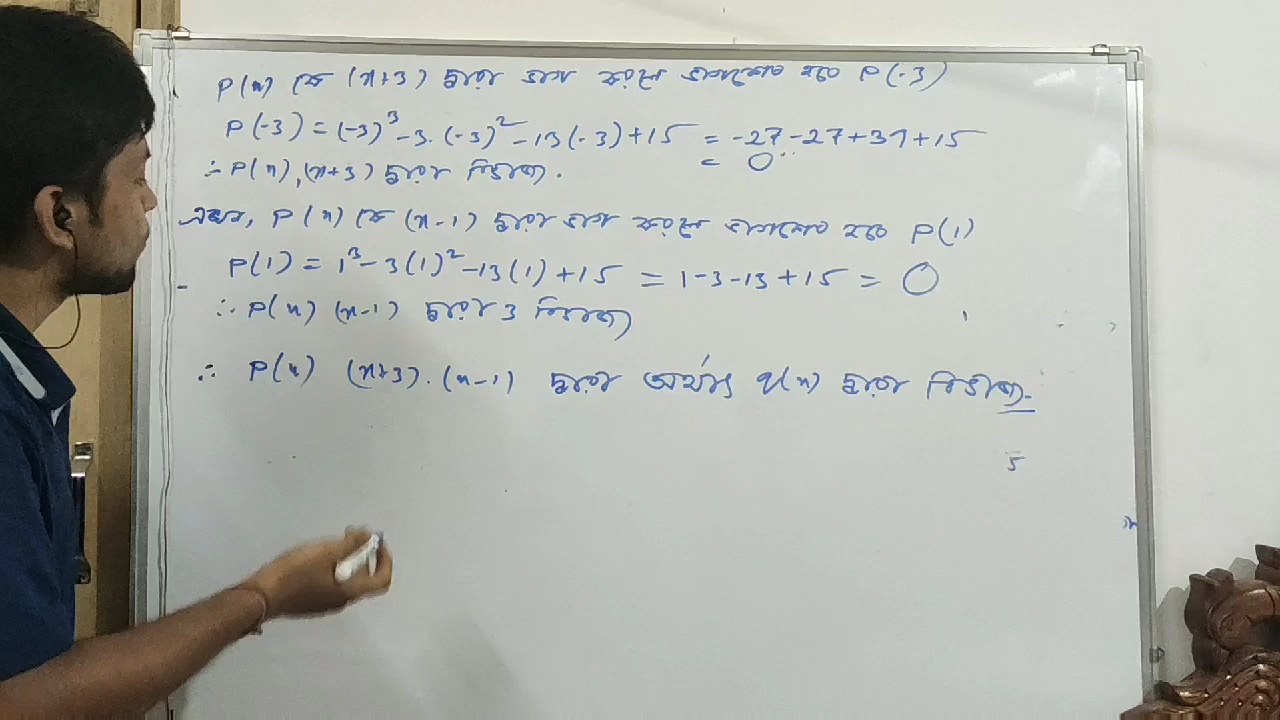 P(x) কে (x+3) দ্বারা ভাগ করলে ভাগশেষ হবে P(-3)
P(-3) = (-3)³ - 3. (-3)² - 13(-3) + 15 = -27 - 27 + 39 + 15
= 0
∴ P(x), (x+3) দ্বারা বিভাজ্য.
এখন, P(x) কে (x-1) দ্বারা ভাগ করলে ভাগশেষ হবে P(1)
P(1) = 1³ - 3(1)² - 13(1) + 15 = 1-3-13+15 = 0
∴ P(x) (x-1) দ্বারাও বিভাজ্য
∴ P(x) (x+3).(x-1) দ্বারা অর্থাৎ q(x) দ্বারা বিভাজ্য.